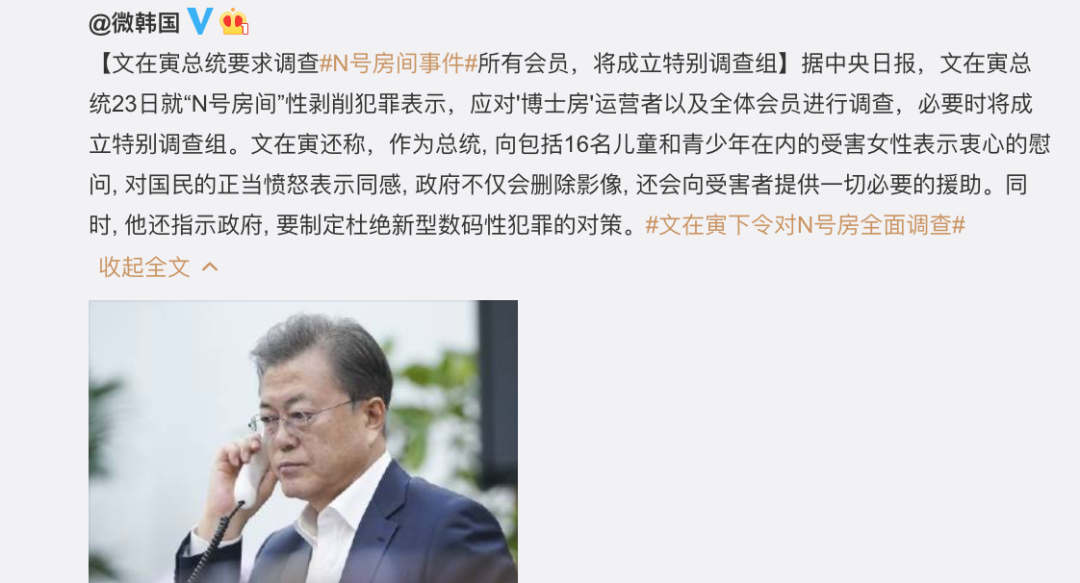 @微韩国
【文在寅总统要求调查#N号房间事件#所有会员，将成立特别调查组】据中央日报，文在寅总
统23日就“N号房间”性剥削犯罪表示，应对'博士房'运营者以及全体会员进行调查，必要时将成
立特别调查组。文在寅还称，作为总统, 向包括16名儿童和青少年在内的受害女性表示衷心的慰
问, 对国民的正当愤怒表示同感, 政府不仅会删除影像, 还会向受害者提供一切必要的援助。同
时, 他还指示政府, 要制定杜绝新型数码性犯罪的对策。#文在寅下令对N号房全面调查#
收起全文